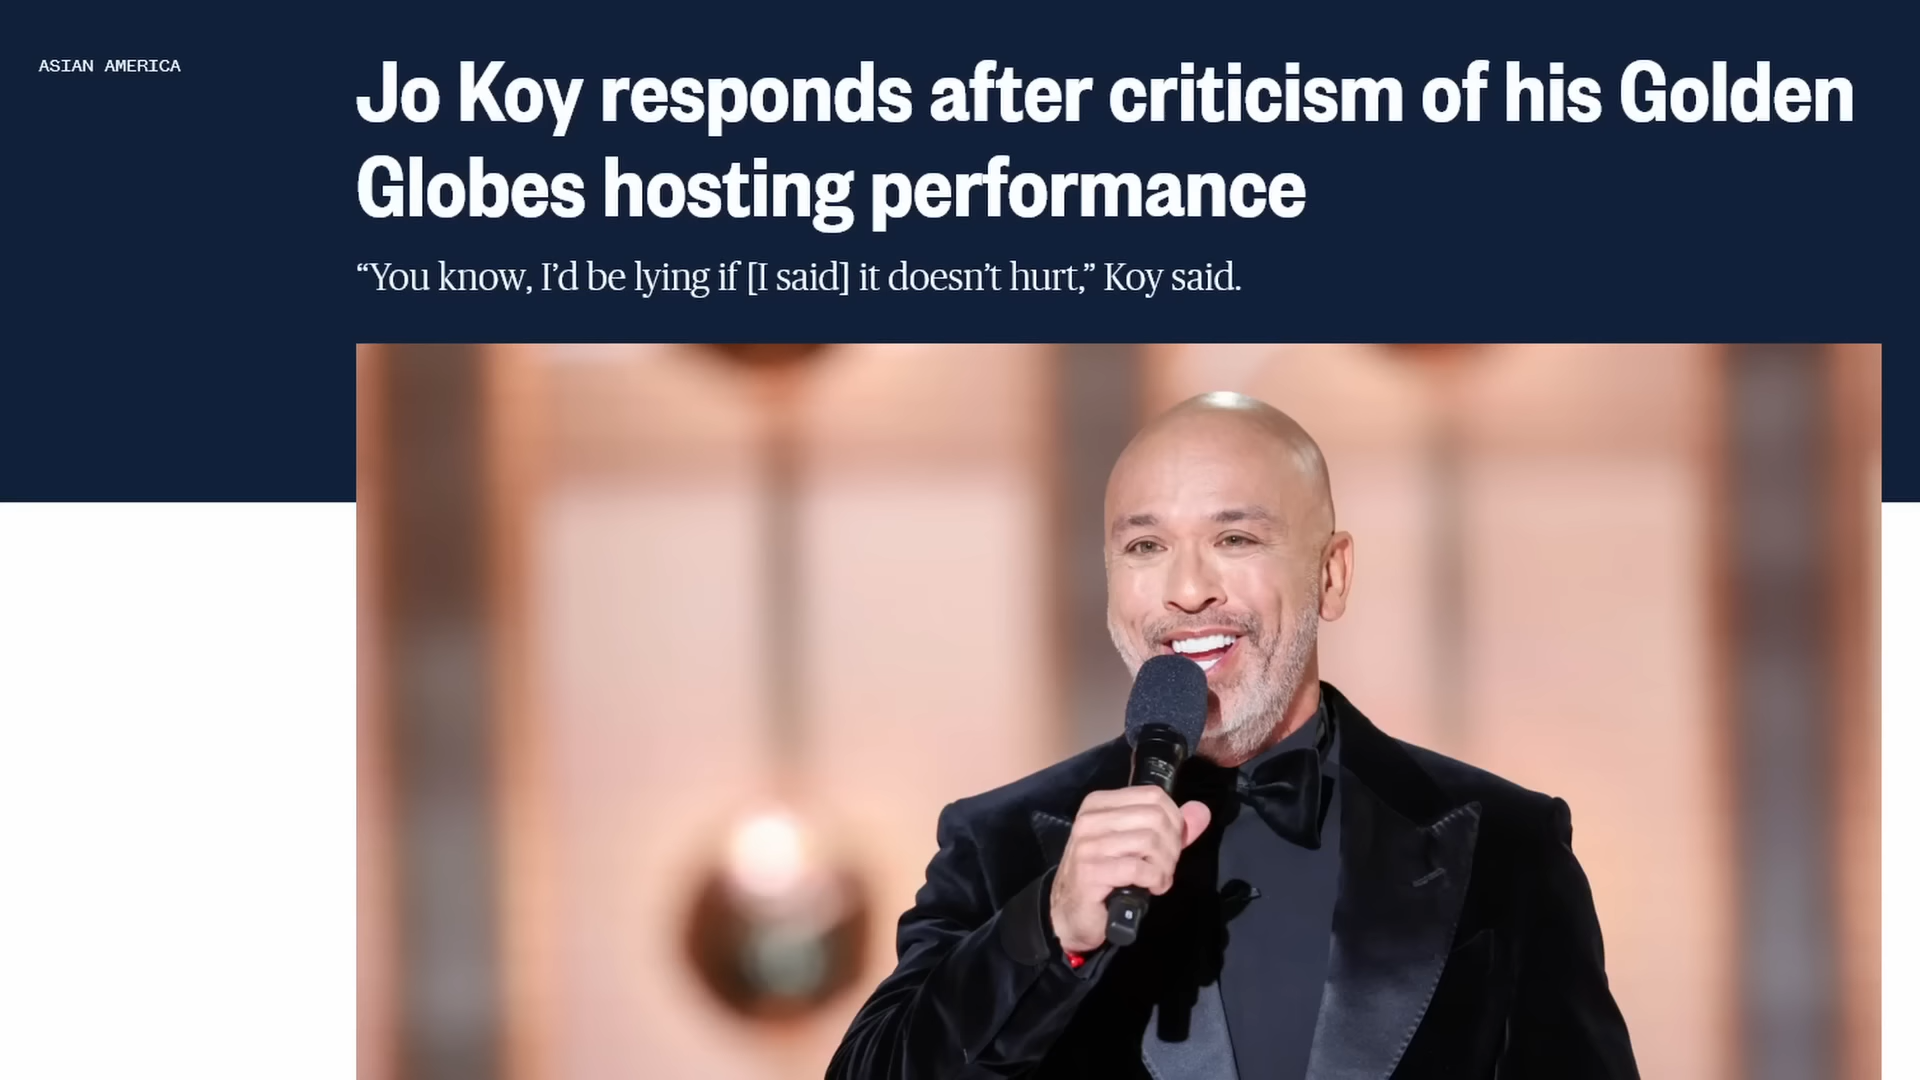 ASIAN AMERICA
Jo Koy responds after criticism of his Golden
Globes hosting performance
“You know, I’d be lying if [I said] it doesn’t hurt,” Koy said.